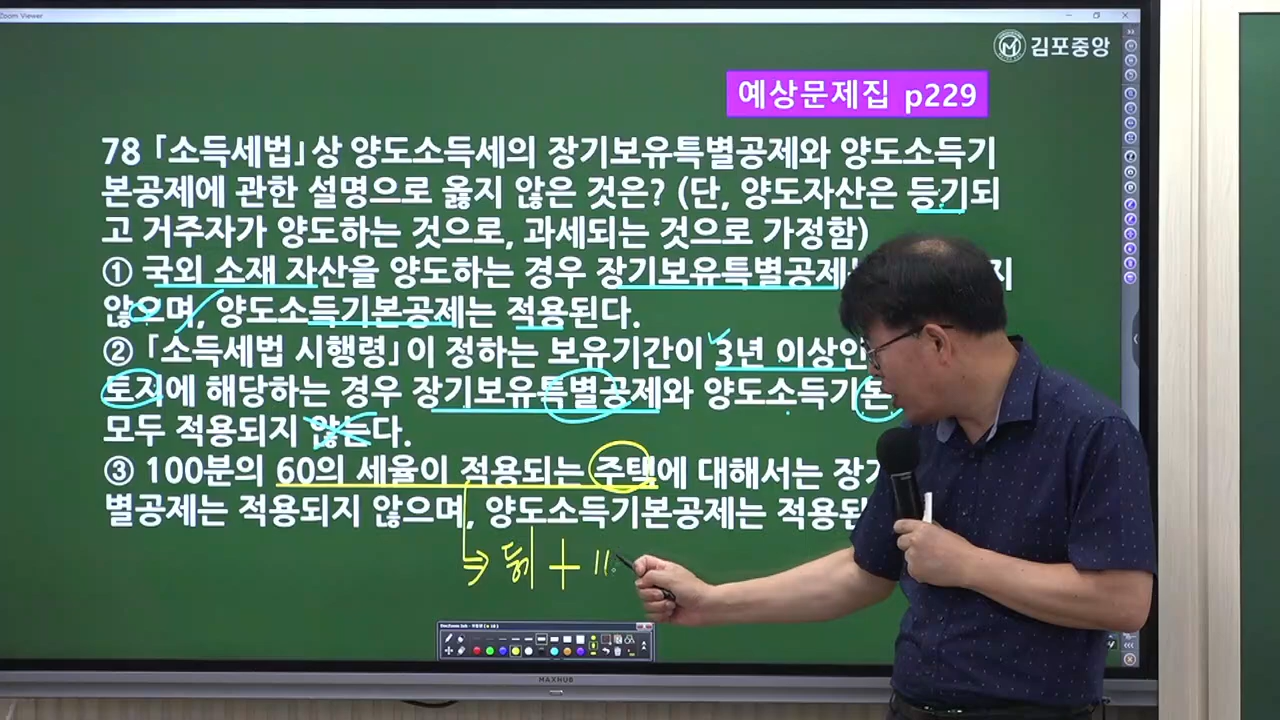 Zoom Viewer
김포중앙
예상문제집 p229
78 「소득세법」상 양도소득세의 장기보유특별공제와 양도소득기
본공제에 관한 설명으로 옳지 않은 것은? (단, 양도자산은 등기되
고 거주자가 양도하는 것으로, 과세되는 것으로 가정함)
① 국외 소재 자산을 양도하는 경우 장기보유특별공제 지
않으며, 양도소득기본공제는 적용된다.
② 「소득세법 시행령」이 정하는 보유기간이 3년 이상인
토지에 해당하는 경우 장기보유특별공제와 양도소득기본
모두 적용되지 않는다.
③ 100분의 60의 세율이 적용되는 주택에 대해서는 장기
별공제는 적용되지 않으며, 양도소득기본공제는 적용된
⇒ + 11
MAXHUB